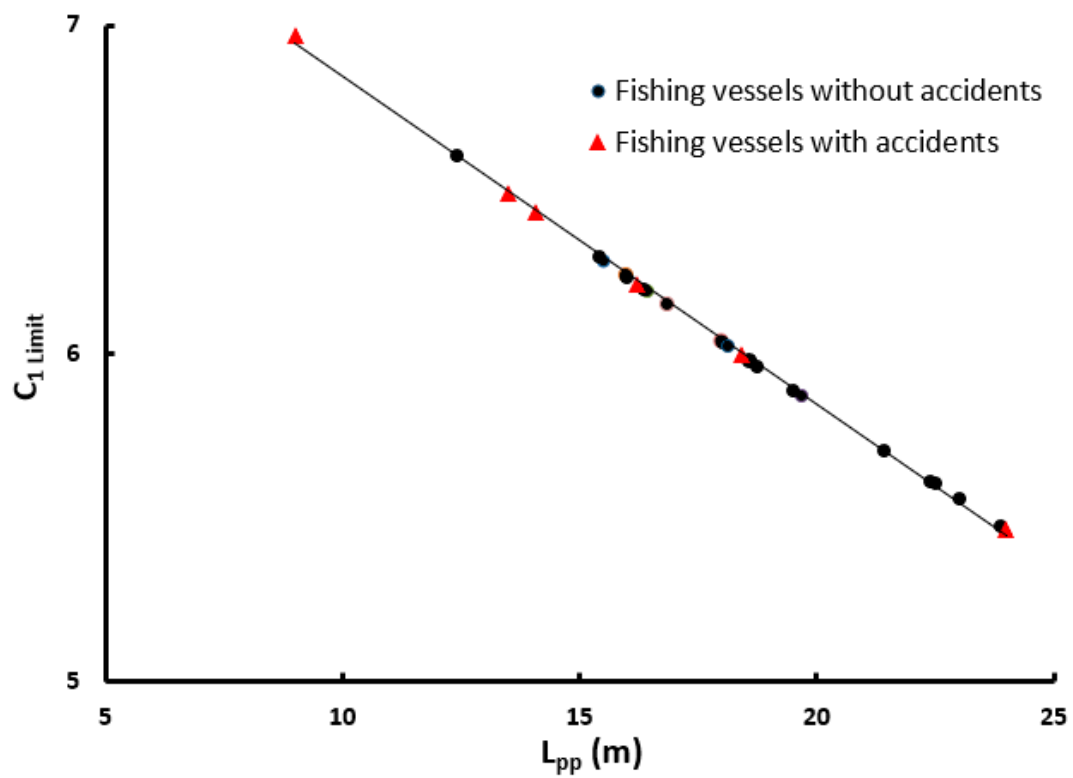 7
Fishing vessels without accidents
Fishing vessels with accidents
C1 Limit
6
5
5 10 15 20 25
Lpp (m)